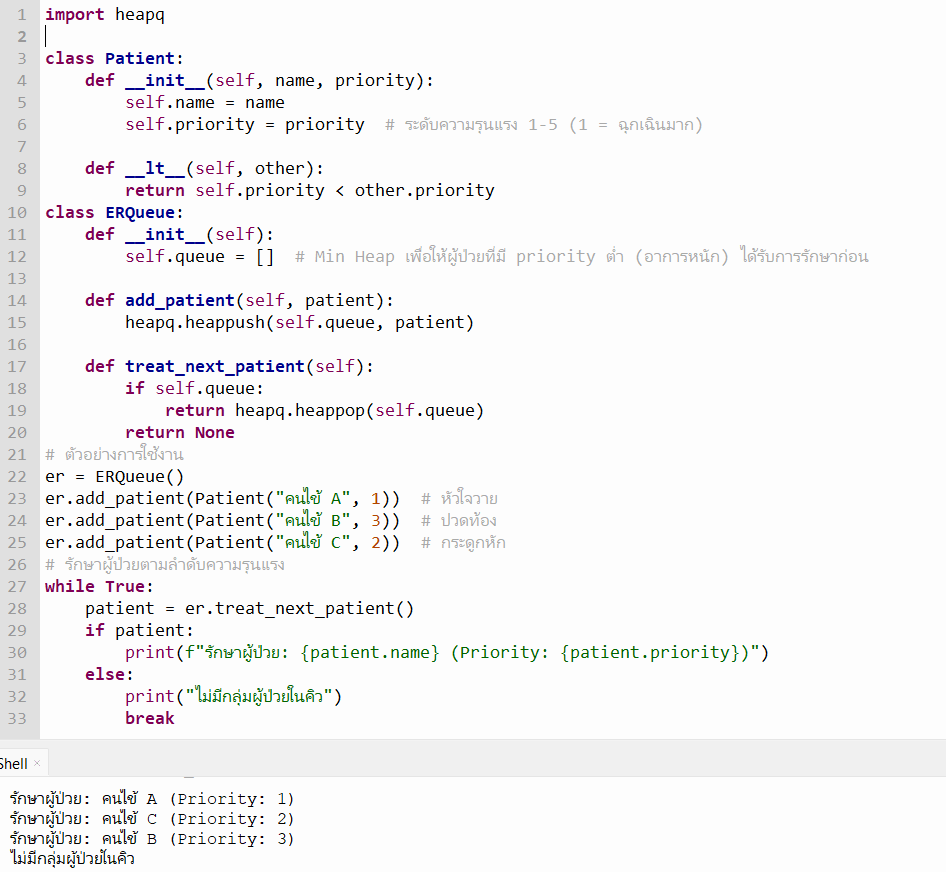 1 import heapq
2
3 class Patient:
4     def __init__(self, name, priority):
5         self.name = name
6         self.priority = priority  # ระดับความรุนแรง 1-5 (1 = ฉุกเฉินมาก)
7
8     def __lt__(self, other):
9         return self.priority < other.priority
10 class ERQueue:
11     def __init__(self):
12         self.queue = []  # Min Heap เพื่อให้ผู้ป่วยที่มี priority ต่ำ (อาการหนัก) ได้รับการรักษาก่อน
13
14     def add_patient(self, patient):
15         heapq.heappush(self.queue, patient)
16
17     def treat_next_patient(self):
18         if self.queue:
19             return heapq.heappop(self.queue)
20         return None
21 # ตัวอย่างการใช้งาน
22 er = ERQueue()
23 er.add_patient(Patient("คนไข้ A", 1))  # หัวใจวาย
24 er.add_patient(Patient("คนไข้ B", 3))  # ปวดท้อง
25 er.add_patient(Patient("คนไข้ C", 2))  # กระดูกหัก
26 # รักษาผู้ป่วยตามลำดับความรุนแรง
27 while True:
28     patient = er.treat_next_patient()
29     if patient:
30         print(f"รักษาผู้ป่วย: {patient.name} (Priority: {patient.priority})")
31     else:
32         print("ไม่มีกลุ่มผู้ป่วยในคิว")
33         break
Shell ×
รักษาผู้ป่วย: คนไข้ A (Priority: 1)
รักษาผู้ป่วย: คนไข้ C (Priority: 2)
รักษาผู้ป่วย: คนไข้ B (Priority: 3)
ไม่มีกลุ่มผู้ป่วยในคิว